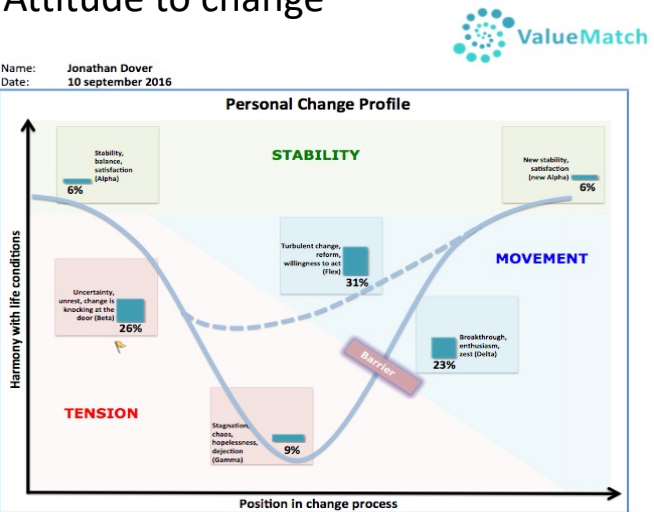 Attitude to change
ValueMatch
Name: Jonathan Dover
Date: 10 september 2016
Personal Change Profile
STABILITY
Stability,
balance,
satisfaction
(Alpha)
6%
New stability,
satisfaction
(new Alpha)
6%
Turbulent change,
reform,
willingness to act
(Flex)
31%
MOVEMENT
Uncertainty,
unrest, change is
knocking at the
door (Beta)
26%
Breakthrough,
enthusiasm,
zest (Delta)
23%
Barrier
TENSION
Stagnation,
chaos,
hopelessness,
dejection
(Gamma)
9%
Harmony with life conditions
Position in change process